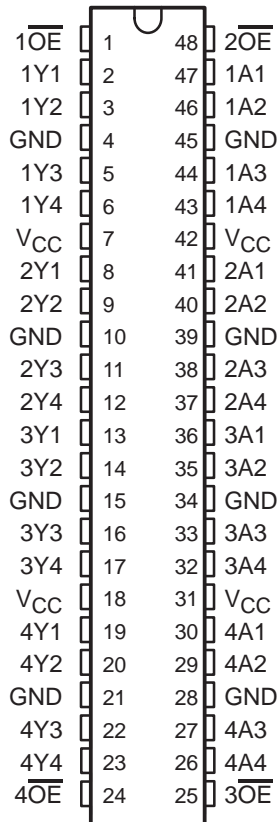 1O̅E̅ 1 48 2O̅E̅
1Y1 2 47 1A1
1Y2 3 46 1A2
GND 4 45 GND
1Y3 5 44 1A3
1Y4 6 43 1A4
VCC 7 42 VCC
2Y1 8 41 2A1
2Y2 9 40 2A2
GND 10 39 GND
2Y3 11 38 2A3
2Y4 12 37 2A4
3Y1 13 36 3A1
3Y2 14 35 3A2
GND 15 34 GND
3Y3 16 33 3A3
3Y4 17 32 3A4
VCC 18 31 VCC
4Y1 19 30 4A1
4Y2 20 29 4A2
GND 21 28 GND
4Y3 22 27 4A3
4Y4 23 26 4A4
4O̅E̅ 24 25 3O̅E̅